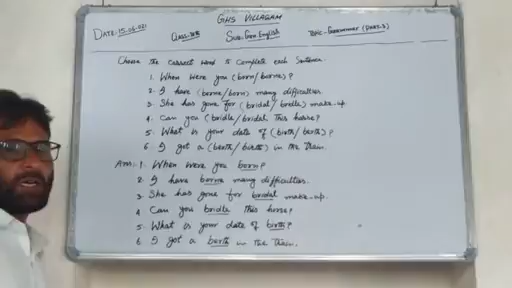 GHS VILLAGAM
DATE: 15.06.021 CLASS: XII SUB: Gen English Topic: Grammar (PART.3)
Choose the correct word to complete each sentence.
1. When were you (born/borne)?
2. I have (borne/born) many difficulties
3. She has gone for (bridal/bridle) make-up
4. Can you (bridle/bridal this horse?
5. What is your date of (birth/berth)?
6. I got a (berth/birth) in the train.
Ans: 1. When were you born?
2. I have borne many difficulties.
3. She has gone for bridal make-up.
4. Can you bridle this horse?
5. What is your date of birth?
6. I got a berth in the train.